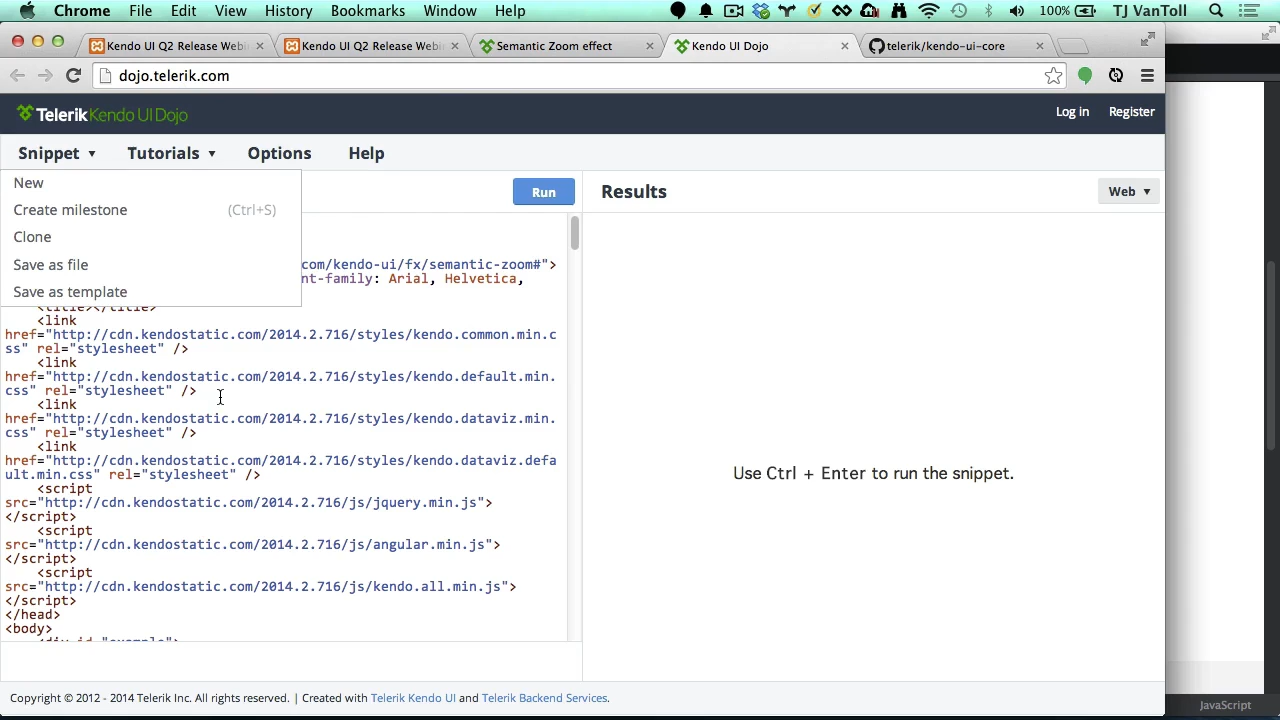 Chrome File Edit View History Bookmarks Window Help 100% TJ VanToll
Kendo UI Q2 Release Webin
Kendo UI Q2 Release Webin
Semantic Zoom effect
Kendo UI Dojo
telerik/kendo-ui-core
dojo.telerik.com
Telerik Kendo UI Dojo
Log in Register
Snippet Tutorials Options Help
New
Create milestone (Ctrl+S)
Clone
Save as file
Save as template
Run
Results
Web
com/kendo-ui/fx/semantic-zoom#">
nt-family: Arial, Helvetica,
<title></title>
<link
href="http://cdn.kendostatic.com/2014.2.716/styles/kendo.common.min.c
ss" rel="stylesheet" />
<link
href="http://cdn.kendostatic.com/2014.2.716/styles/kendo.default.min.
css" rel="stylesheet" />
<link
href="http://cdn.kendostatic.com/2014.2.716/styles/kendo.dataviz.min.
css" rel="stylesheet" />
<link
href="http://cdn.kendostatic.com/2014.2.716/styles/kendo.dataviz.defa
ult.min.css" rel="stylesheet" />
<script
src="http://cdn.kendostatic.com/2014.2.716/js/jquery.min.js">
</script>
<script
src="http://cdn.kendostatic.com/2014.2.716/js/angular.min.js">
</script>
<script
src="http://cdn.kendostatic.com/2014.2.716/js/kendo.all.min.js">
</script>
</head>
<body>
<div id="example">
Use Ctrl + Enter to run the snippet.
Copyright © 2012 - 2014 Telerik Inc. All rights reserved. | Created with Telerik Kendo UI and Telerik Backend Services.
JavaScript